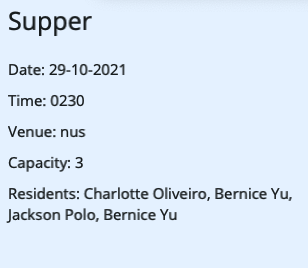 Supper
Date: 29-10-2021
Time: 0230
Venue: nus
Capacity: 3
Residents: Charlotte Oliveiro, Bernice Yu,
Jackson Polo, Bernice Yu